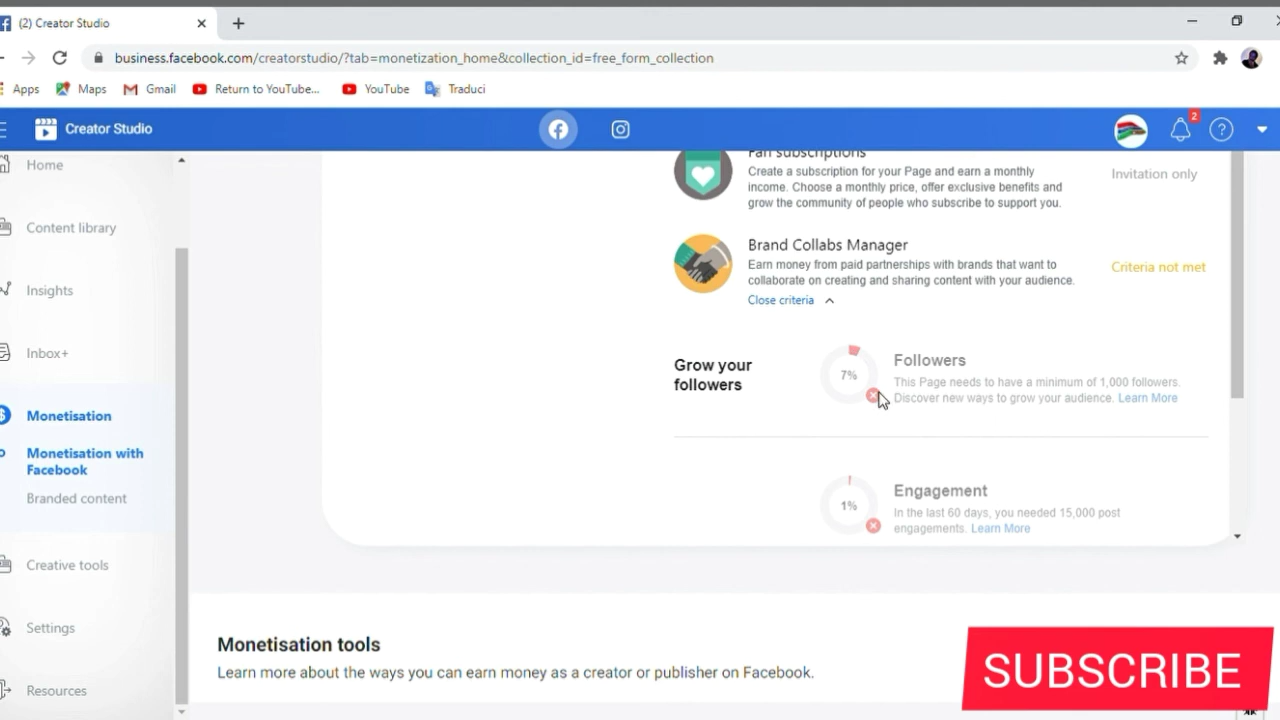 (2) Creator Studio
business.facebook.com/creatorstudio/?tab=monetization_home&collection_id=free_form_collection
Apps
Maps
Gmail
Return to YouTube...
YouTube
Traduci
Creator Studio
2
Home
Content library
Insights
Inbox+
Monetisation
Monetisation with
Facebook
Branded content
Creative tools
Settings
Resources
Fan subscriptions
Create a subscription for your Page and earn a monthly
income. Choose a monthly price, offer exclusive benefits and
grow the community of people who subscribe to support you.
Invitation only
Brand Collabs Manager
Earn money from paid partnerships with brands that want to
collaborate on creating and sharing content with your audience.
Criteria not met
Close criteria
Grow your
followers
7%
Followers
This Page needs to have a minimum of 1,000 followers.
Discover new ways to grow your audience. Learn More
1%
Engagement
In the last 60 days, you needed 15,000 post
engagements. Learn More
Monetisation tools
Learn more about the ways you can earn money as a creator or publisher on Facebook.
SUBSCRIBE